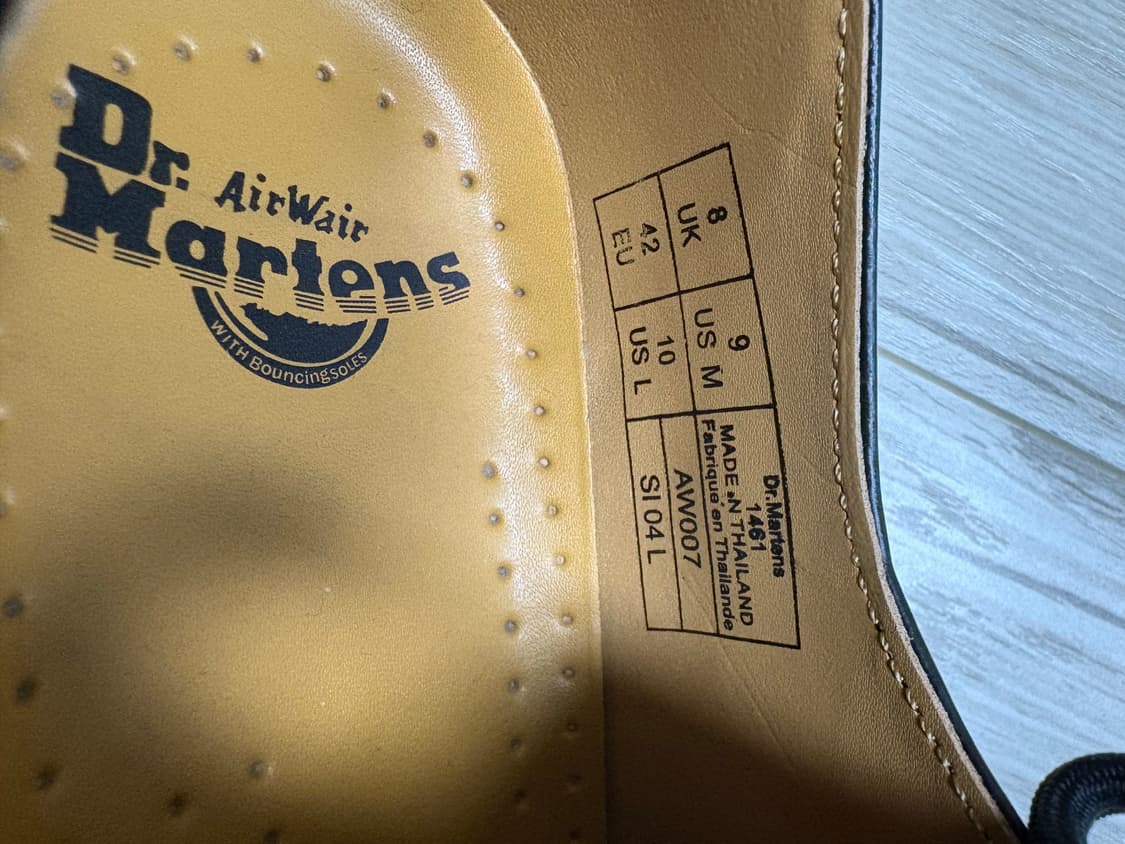 Dr.
AirWair
Martens
WITH BouncingSOLES
8
UK
9
US M
Dr.Martens
1461
MADE IN THAILAND
Fabriqué en Thailande
42
EU
10
US L
AW007
SI 04 L